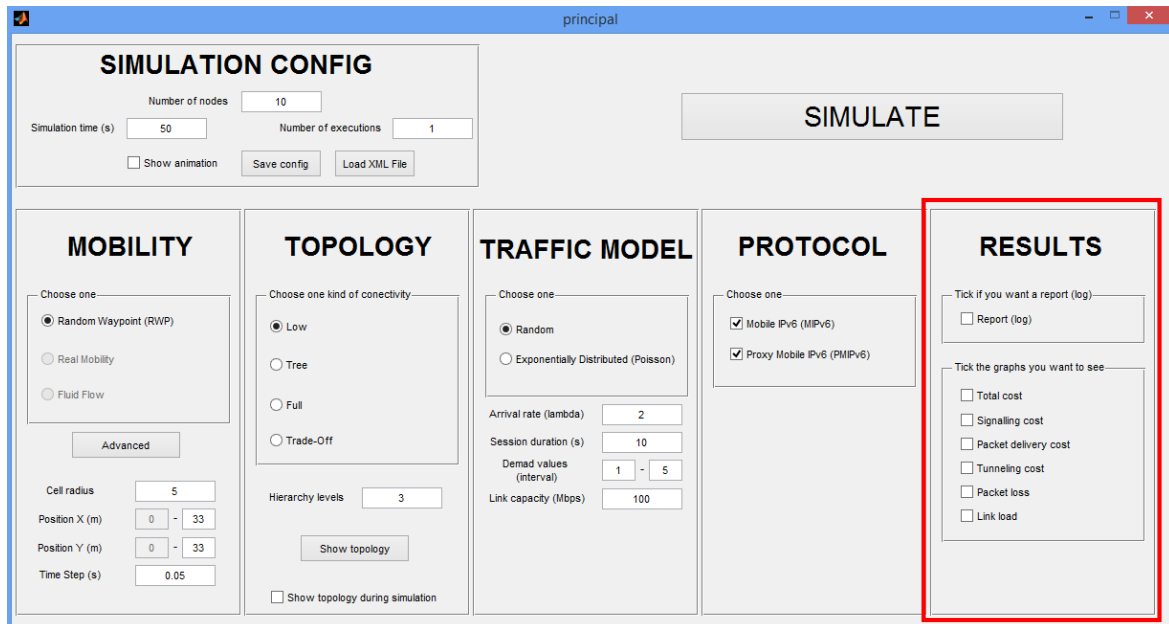 principal
SIMULATION CONFIG
Number of nodes 10
Simulation time (s) 50 Number of executions 1
Show animation Save config Load XML File
SIMULATE
MOBILITY
Choose one
Random Waypoint (RWP)
Real Mobility
Fluid Flow
Advanced
Cell radius 5
Position X (m) 0 - 33
Position Y (m) 0 - 33
Time Step (s) 0.05
TOPOLOGY
Choose one kind of conectivity
Low
Tree
Full
Trade-Off
Hierarchy levels 3
Show topology
Show topology during simulation
TRAFFIC MODEL
Choose one
Random
Exponentially Distributed (Poisson)
Arrival rate (lambda) 2
Session duration (s) 10
Demad values
(interval) 1 - 5
Link capacity (Mbps) 100
PROTOCOL
Choose one
Mobile IPv6 (MIPv6)
Proxy Mobile IPv6 (PMIPv6)
RESULTS
Tick if you want a report (log)
Report (log)
Tick the graphs you want to see
Total cost
Signalling cost
Packet delivery cost
Tunneling cost
Packet loss
Link load